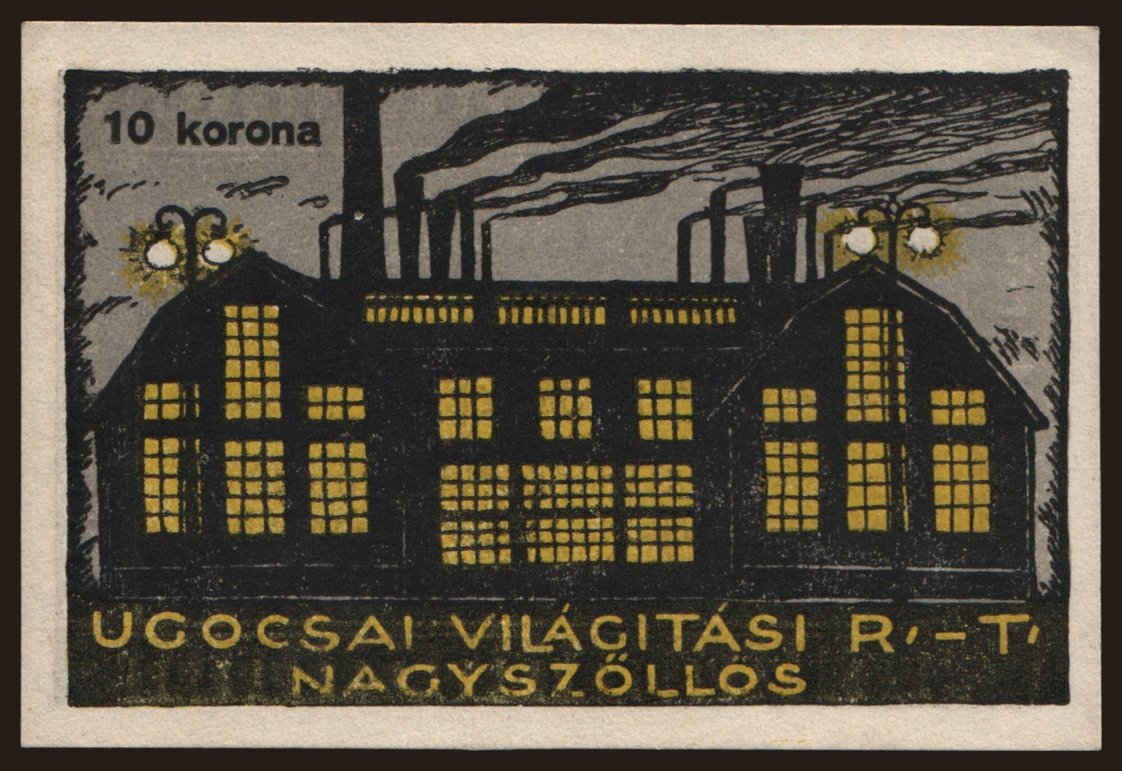 10 korona
UGOCSAI VILÁGITÁSI R.-T.
NAGYSZŐLLŐS